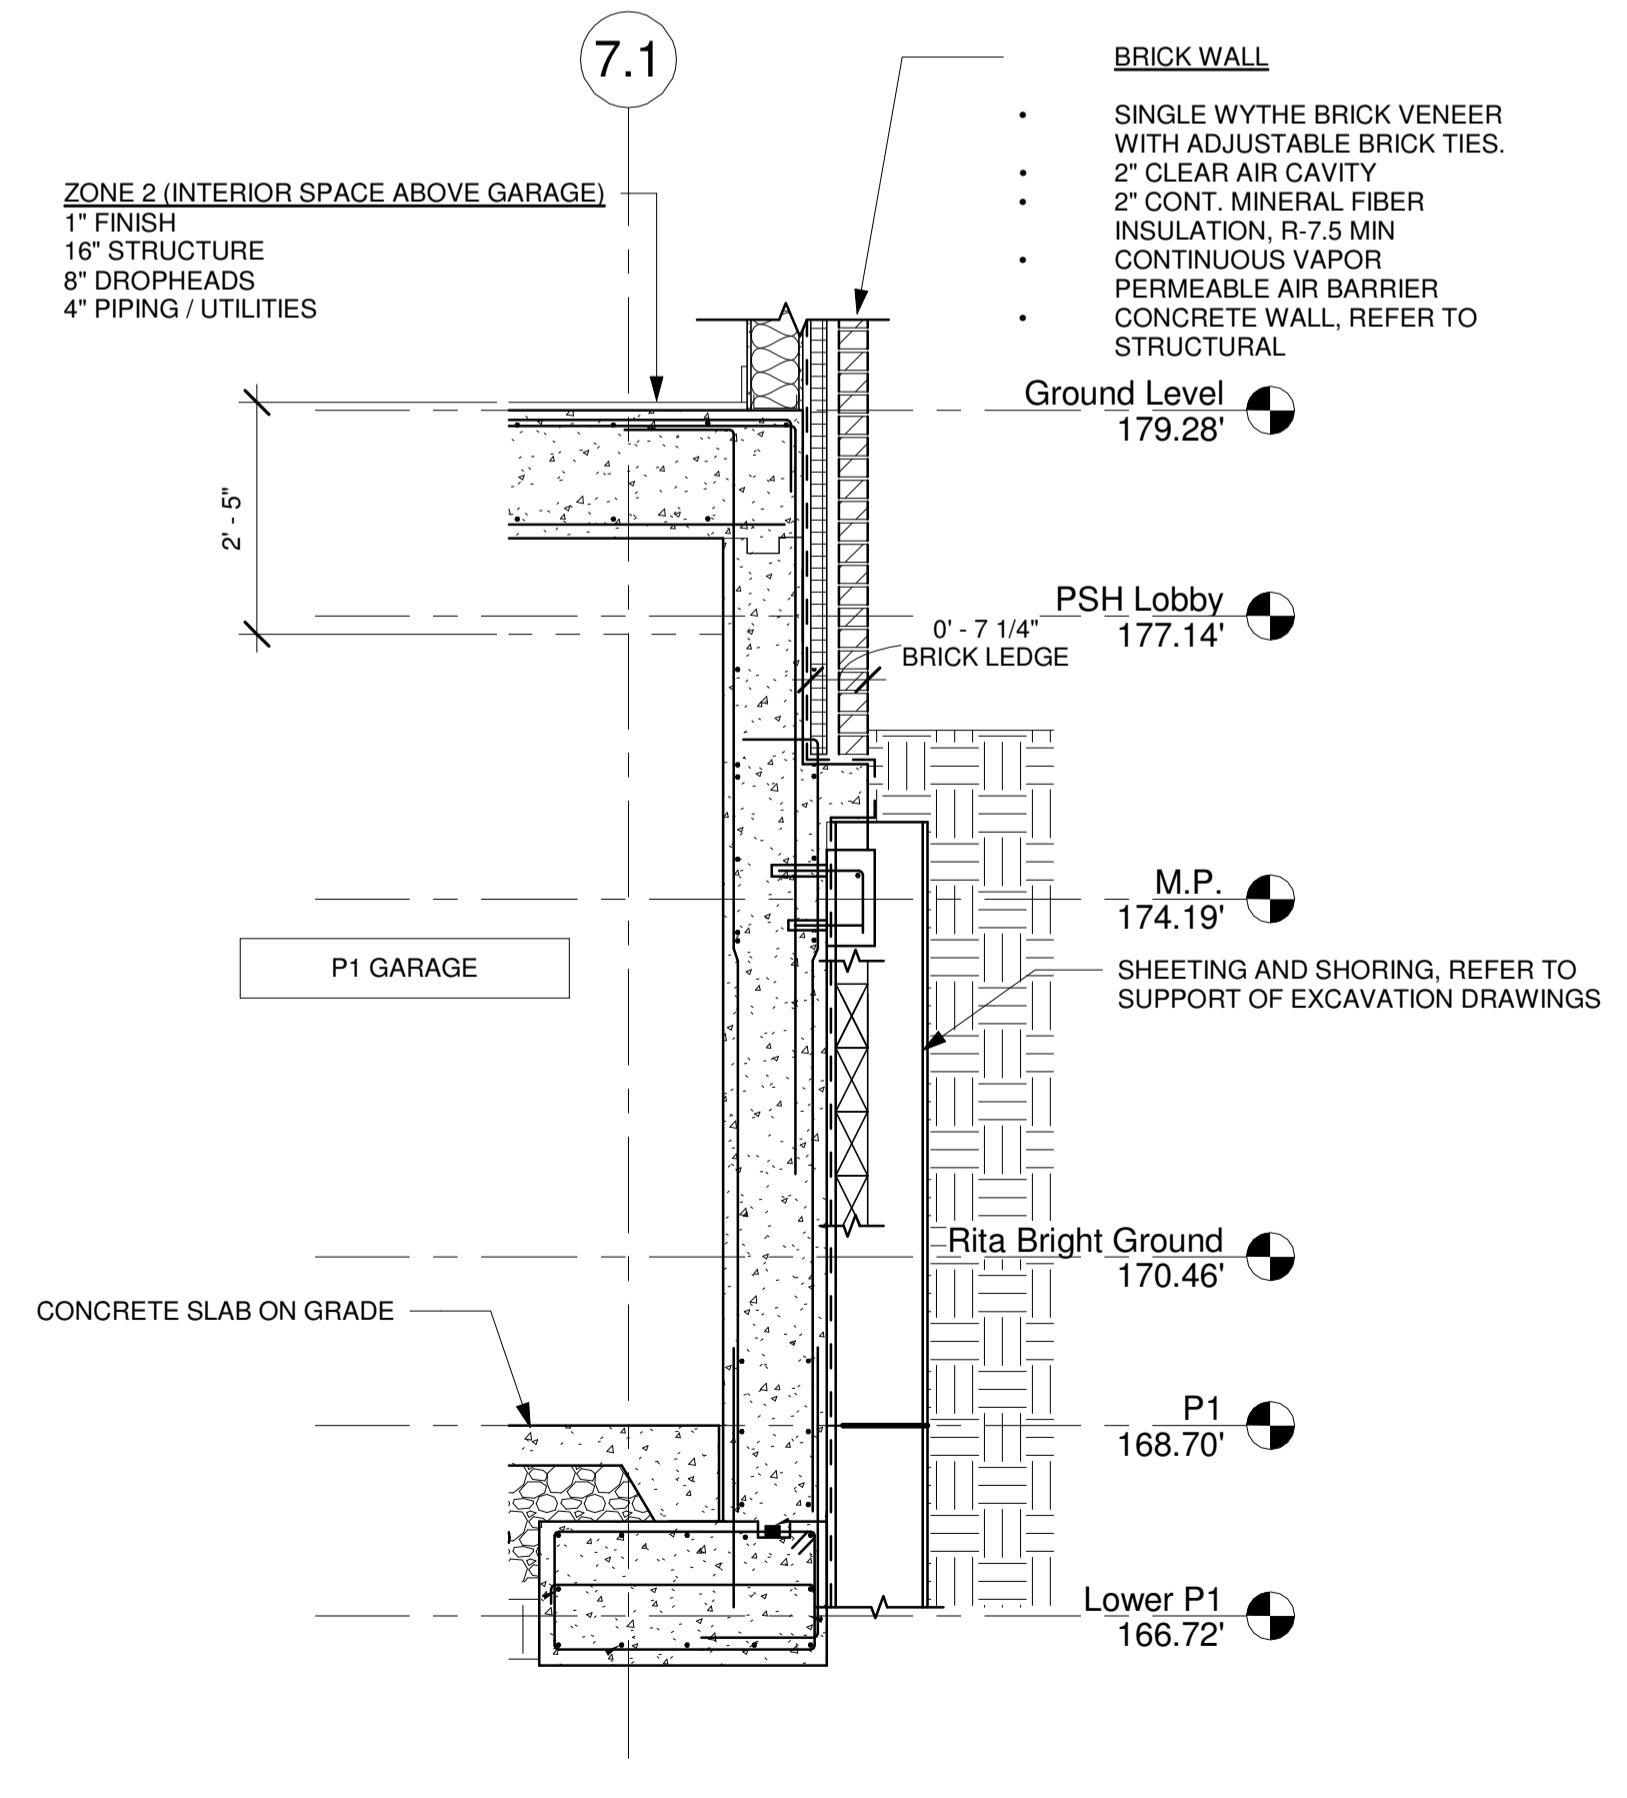 7.1
BRICK WALL
• SINGLE WYTHE BRICK VENEER
WITH ADJUSTABLE BRICK TIES.
• 2" CLEAR AIR CAVITY
• 2" CONT. MINERAL FIBER
INSULATION, R-7.5 MIN
• CONTINUOUS VAPOR
PERMEABLE AIR BARRIER
• CONCRETE WALL, REFER TO
STRUCTURAL
ZONE 2 (INTERIOR SPACE ABOVE GARAGE)
1" FINISH
16" STRUCTURE
8" DROPHEADS
4" PIPING / UTILITIES
Ground Level
179.28'
2' - 5"
PSH Lobby
177.14'
0' - 7 1/4"
BRICK LEDGE
M.P.
174.19'
P1 GARAGE
SHEETING AND SHORING, REFER TO
SUPPORT OF EXCAVATION DRAWINGS
Rita Bright Ground
170.46'
CONCRETE SLAB ON GRADE
P1
168.70'
Lower P1
166.72'